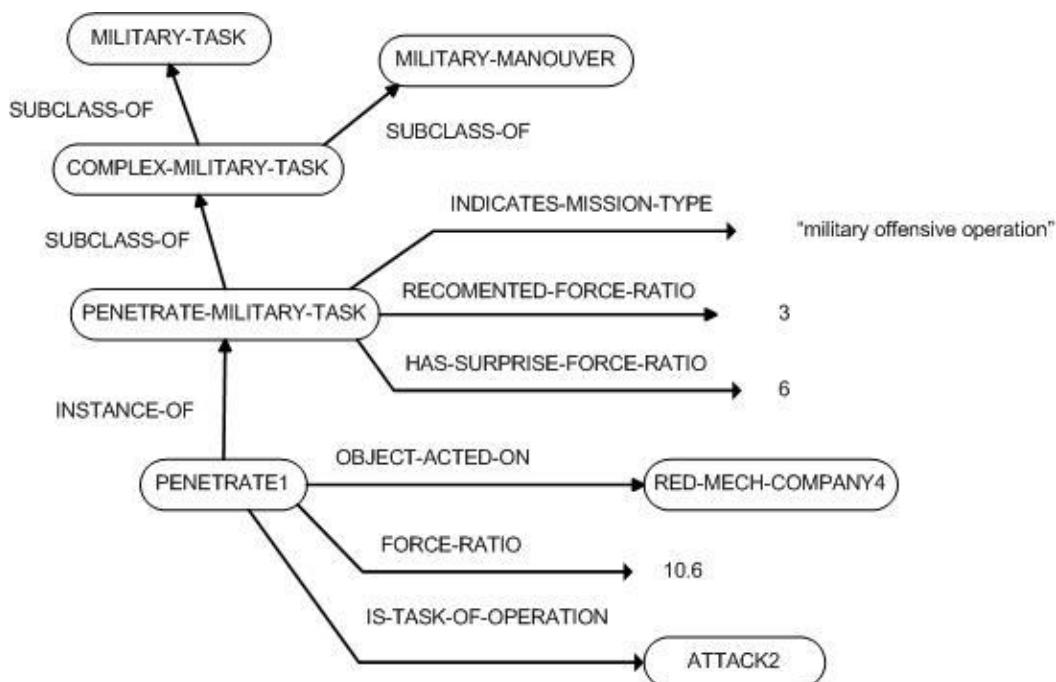 MILITARY-TASK
MILITARY-MANOUVER
SUBCLASS-OF
SUBCLASS-OF
COMPLEX-MILITARY-TASK
INDICATES-MISSION-TYPE
"military offensive operation"
SUBCLASS-OF
RECOMENTED-FORCE-RATIO
PENETRATE-MILITARY-TASK
3
HAS-SURPRISE-FORCE-RATIO
6
INSTANCE-OF
OBJECT-ACTED-ON
PENETRATE1
RED-MECH-COMPANY4
FORCE-RATIO
10.6
IS-TASK-OF-OPERATION
ATTACK2